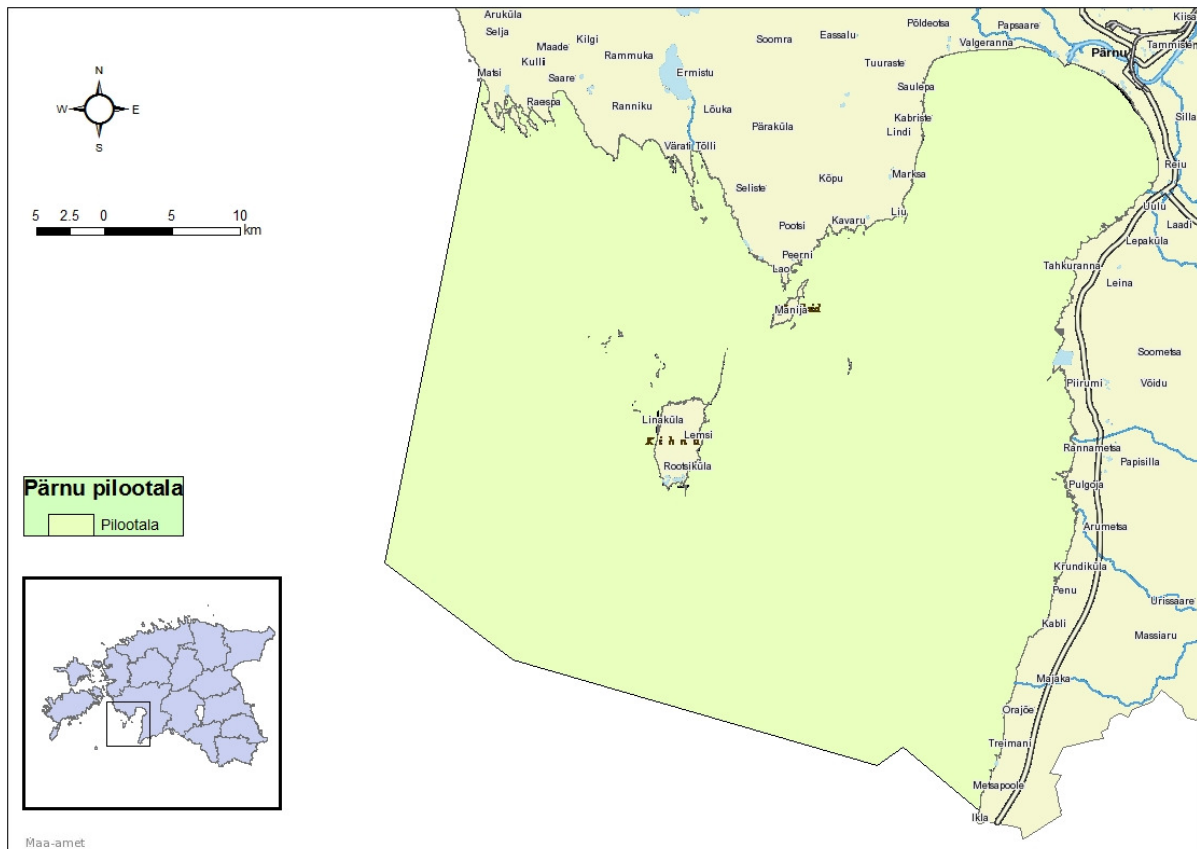 Aruküla
Selja
Kilgi
Maade
Kulli
Rammuka
Soomra
Eassalu
Põldeotsa
Papsaare
Kiisa
Valgeranna
Pärnu
Tammiste
Matsi
Saare
Ermistu
Tuuraste
Saulepa
Raespa
Ranniku
Lõuka
Kabriste
Silla
Päraküla
Lindi
Värati
Tõlli
Reiu
Seliste
Kõpu
Marksa
Uulu
Liu
Pootsi
Kavaru
Laadi
Lepaküla
Peerni
Lao
Tahkuranna
Leina
Manija
Soometsa
Piirumi
Võidu
Linaküla
Lemsi
Kihnu
Rannametsa
Papisilla
Rootsiküla
Pulgoja
Arumetsa
Krundiküla
Penu
Urissaare
Kabli
Massiaru
Majaka
Orajõe
Treimani
Metsapoole
Ikla
N
W E
S
5 2.5 0 5 10
km
Pärnu pilootala
Pilootala
Maa-amet